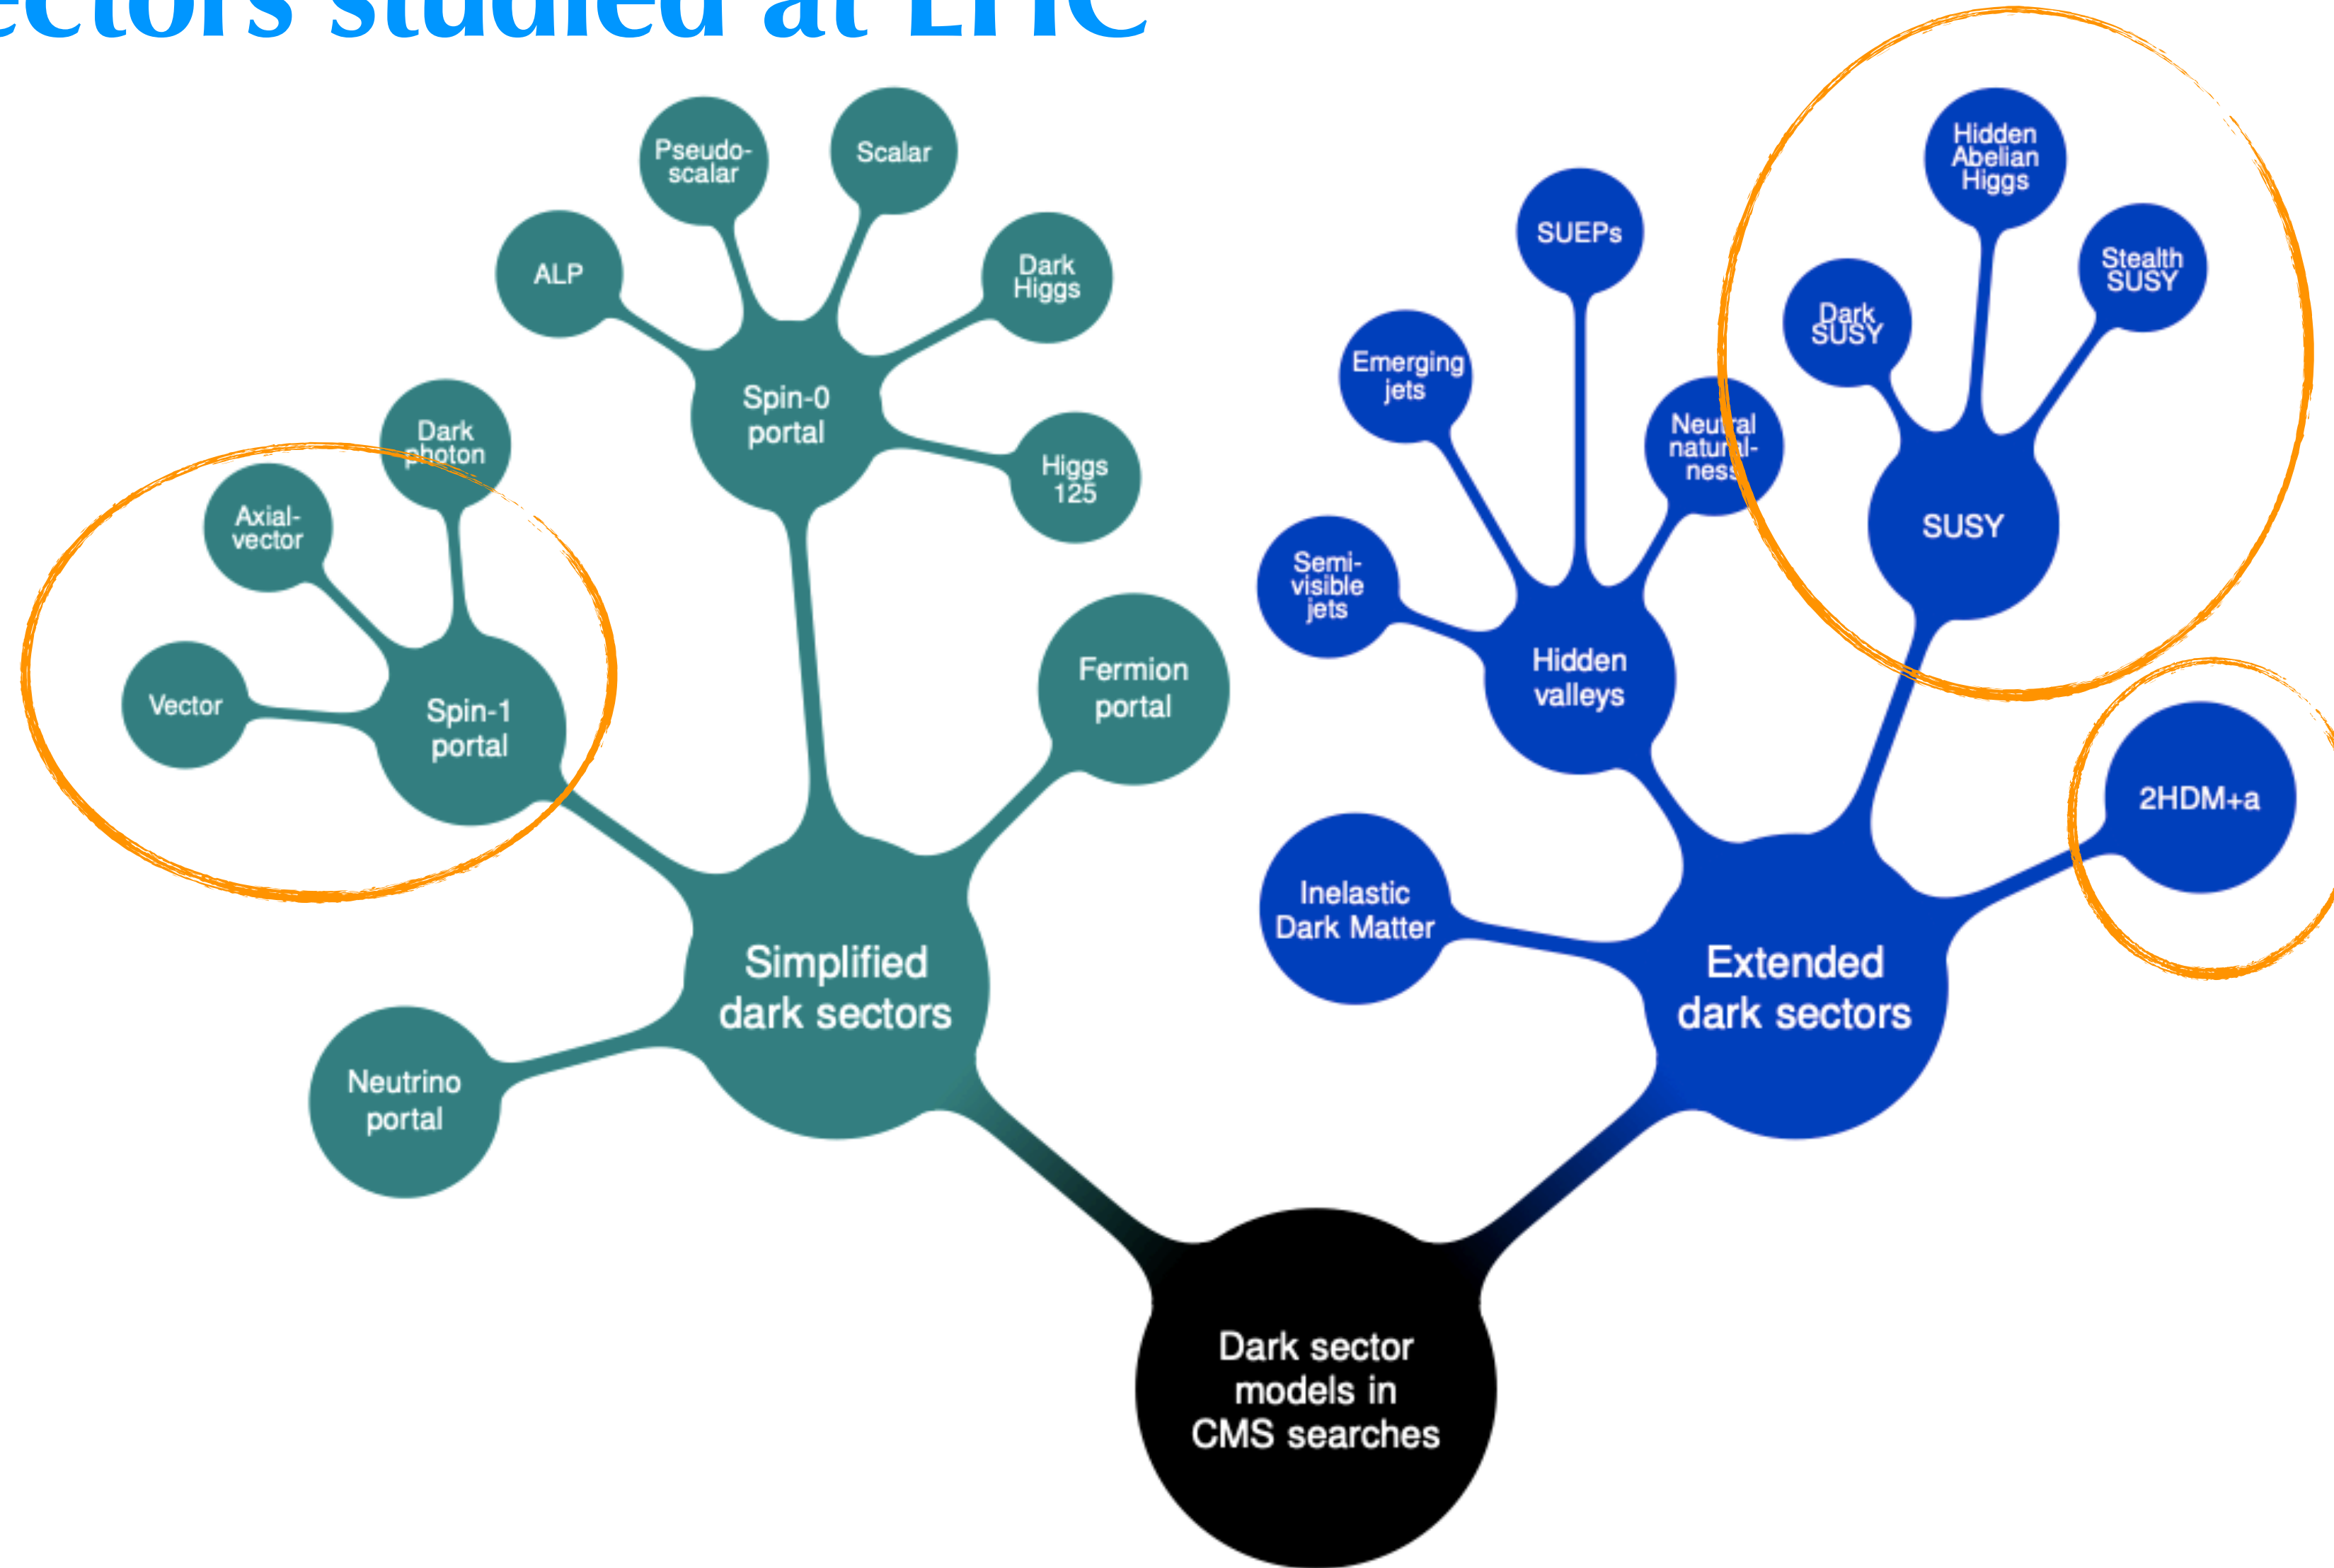 ectors studied at LHC
Pseudo-
scalar
Scalar
ALP
Dark
Higgs
Spin-0
portal
Higgs
125
Dark
photon
Axial-
vector
Vector
Spin-1
portal
Fermion
portal
Simplified
dark sectors
Neutrino
portal
Hidden
Abelian
Higgs
SUEPs
Stealth
SUSY
Dark
SUSY
Emerging
jets
Neutral
natural-
ness
SUSY
Semi-
visible
jets
Hidden
valleys
2HDM+a
Inelastic
Dark Matter
Extended
dark sectors
Dark sector
models in
CMS searches